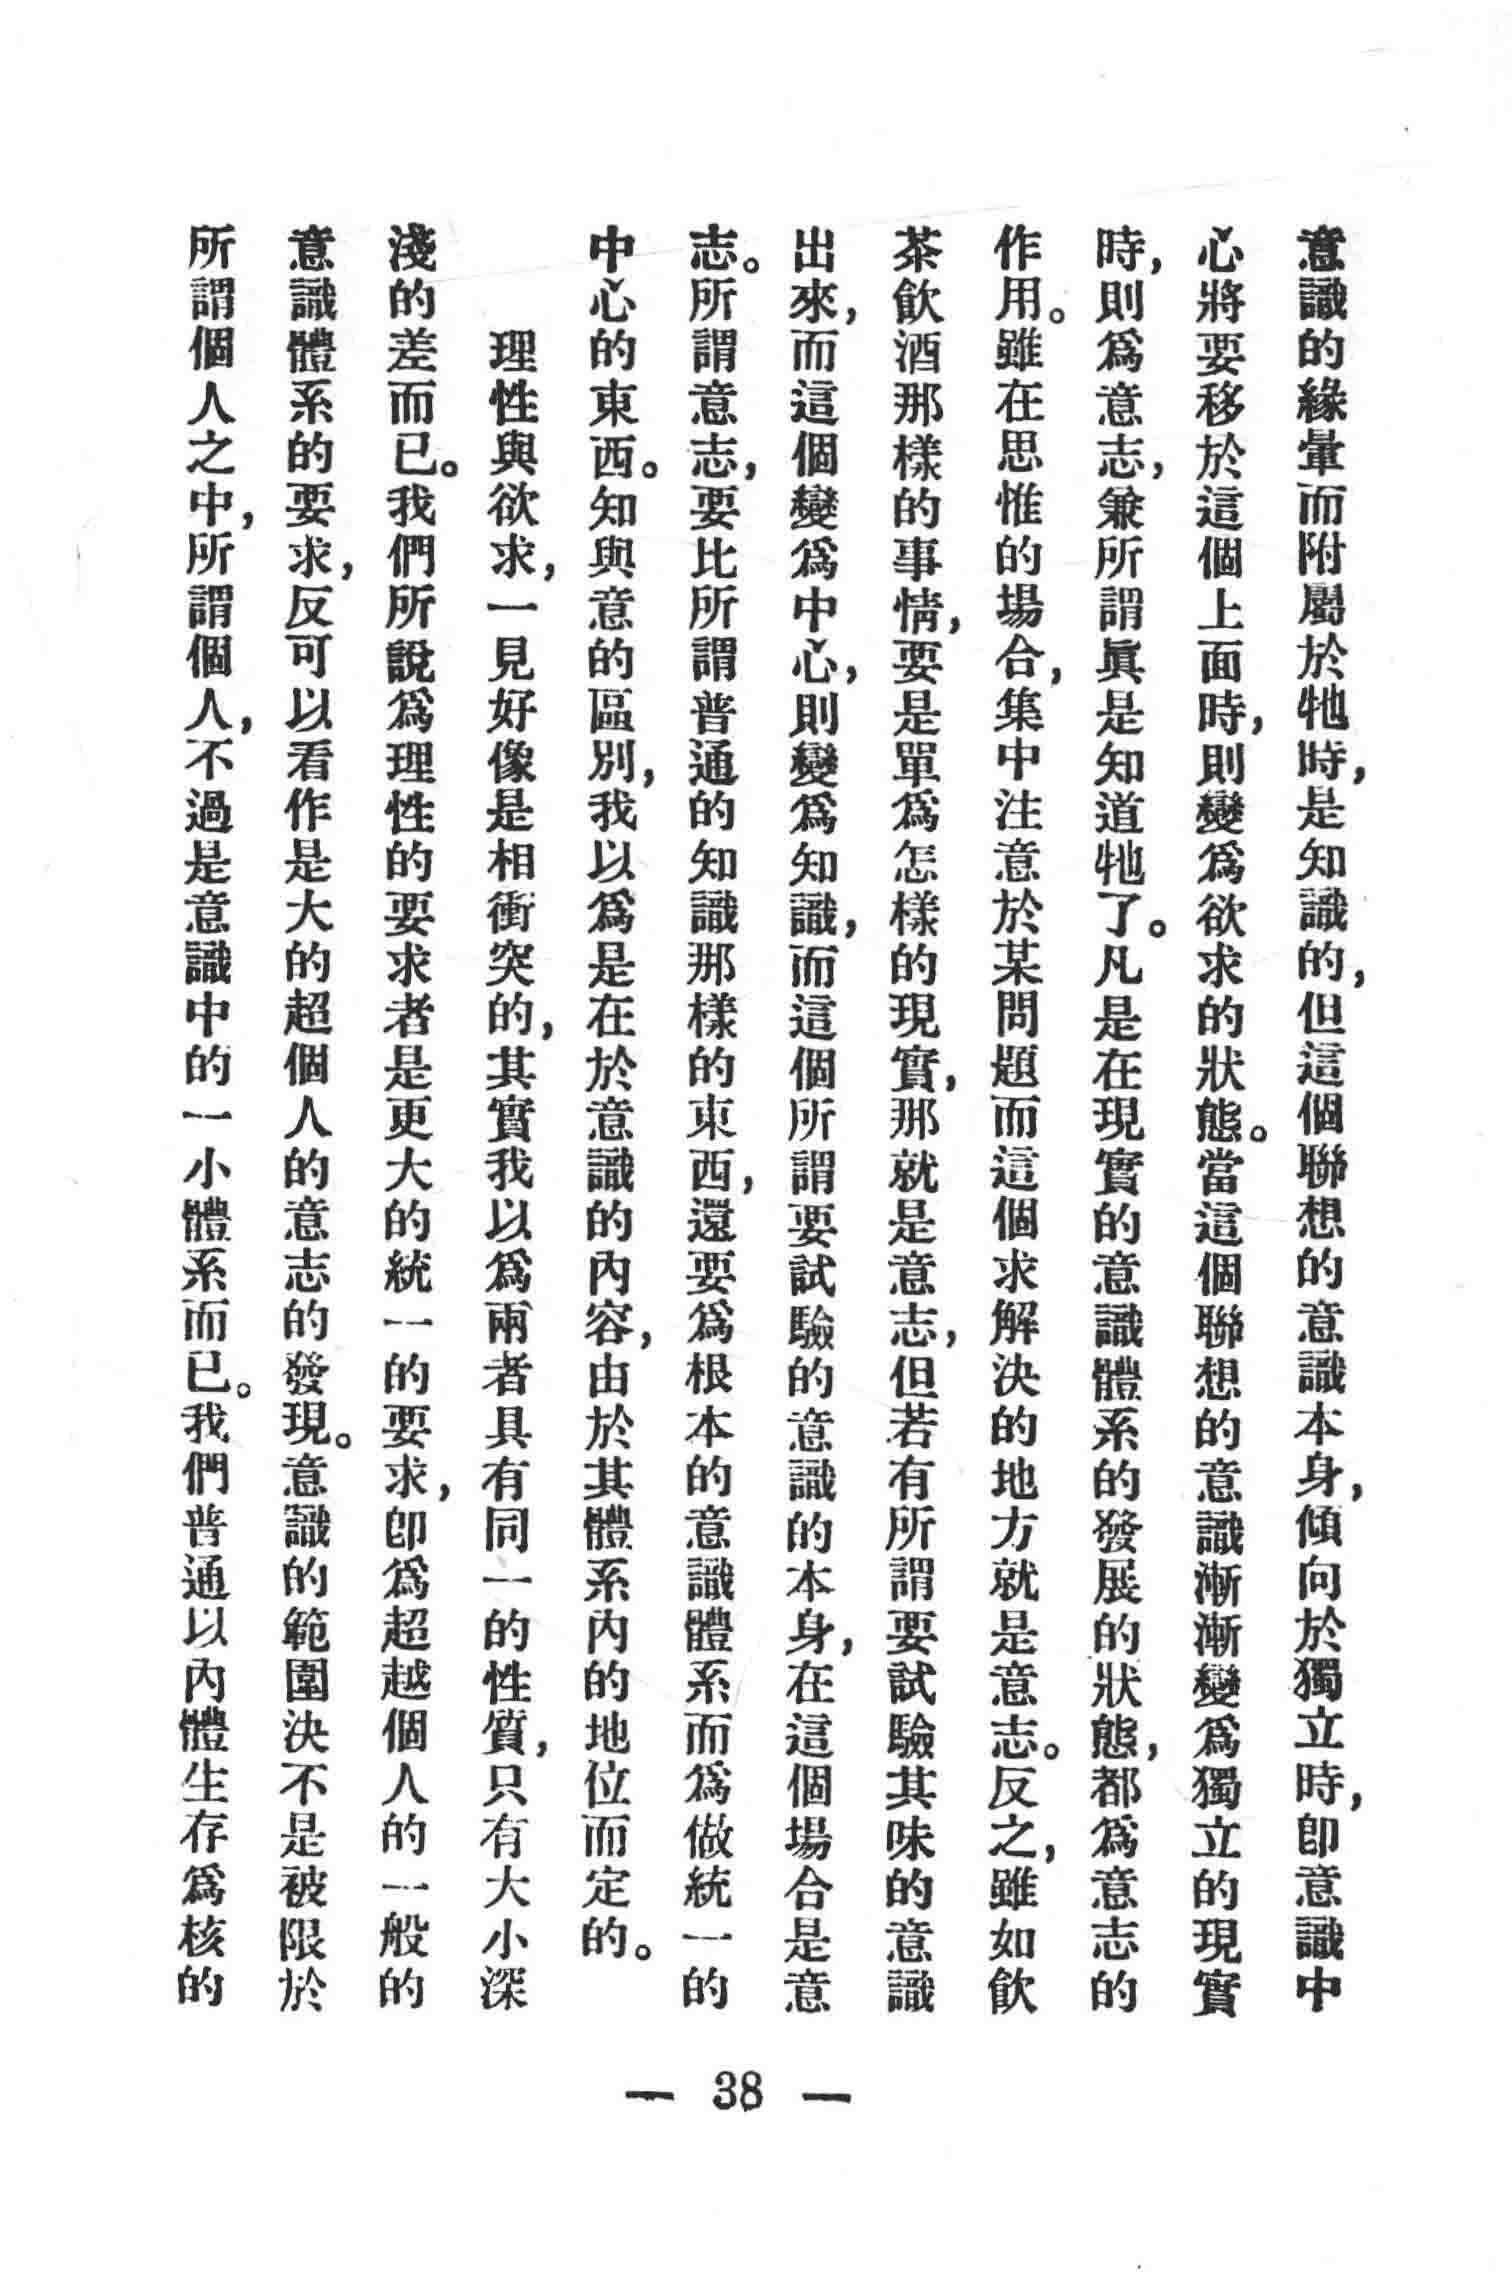 意識的緣暈而附屬於牠時，是知識的，但這個聯想的意識本身，傾向於獨立時，卽意識中
心將要移於這個上面時，則變爲欲求的狀態。當這個聯想的意識漸漸變爲獨立的現實
時，則爲意志，兼所謂眞是知道牠了。凡是在現實的意識體系的發展的狀態，都爲意志的
作用。雖在思惟的場合，集中注意於某問題而這個求解決的地方就是意志。反之，雖如飲
茶飲酒那樣的事情，要是單爲怎樣的現實，那就是意志，但若有所謂要試驗其味的意識
出來，而這個變爲中心，則變爲知識，而這個所謂要試驗的意識的本身，在這個場合是意
志。所謂意志，要比所謂普通的知識那樣的東西，還要爲根本的意識體系而爲做統一的
中心的東西。知與意的區別，我以爲是在於意識的內容，由於其體系內的地位而定的。
理性與欲求，一見好像是相衝突的，其實我以爲兩者具有同一的性質，只有大小深
淺的差而已。我們所說爲理性的要求者是更大的統一的要求，卽爲超越個人的一般的
意識體系的要求，反可以看作是大的超個人的意志的發現。意識的範圍決不是被限於
所謂個人之中，所謂個人，不過是意識中的一小體系而已。我們普通以內體生存爲核的
— 38 —